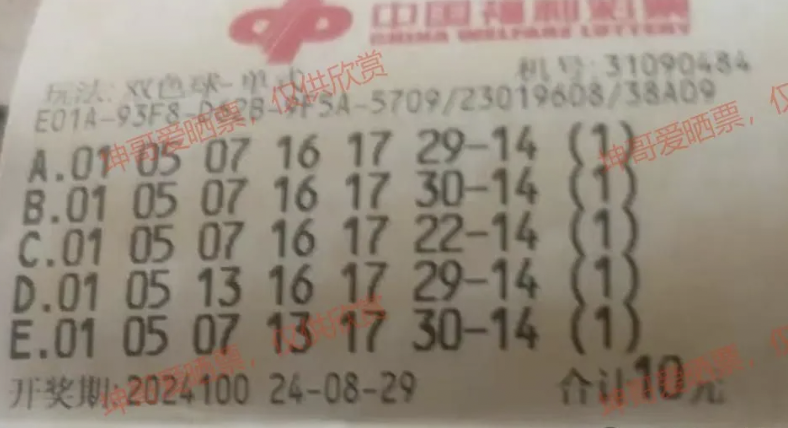 中国福利彩票
CHINA WELFARE LOTTERY
玩法:双色球-单式 机号:31090484
E01A-93F8-D62B-9F5A-5709/23019608/38A09
A.01 05 07 16 17 29-14 (1)
B.01 05 07 16 17 30-14 (1)
C.01 05 07 16 17 22-14 (1)
D.01 05 13 16 17 29-14 (1)
E.01 05 07 13 17 30-14 (1)
开奖期:2024100 24-08-29 合计10元
坤哥爱晒票,仅供欣赏
坤哥爱晒票,仅
坤哥爱晒票,仅供欣赏
坤哥爱晒票,仅